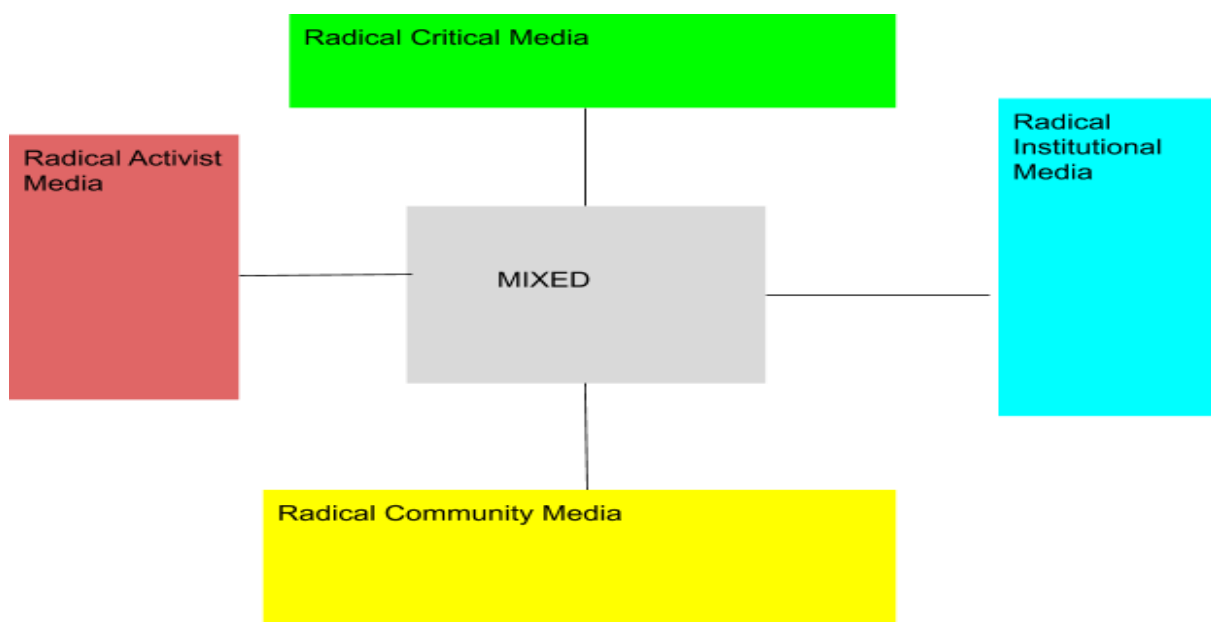 Radical Critical Media
Radical
Institutional
Media
Radical Activist
Media
MIXED
Radical Community Media